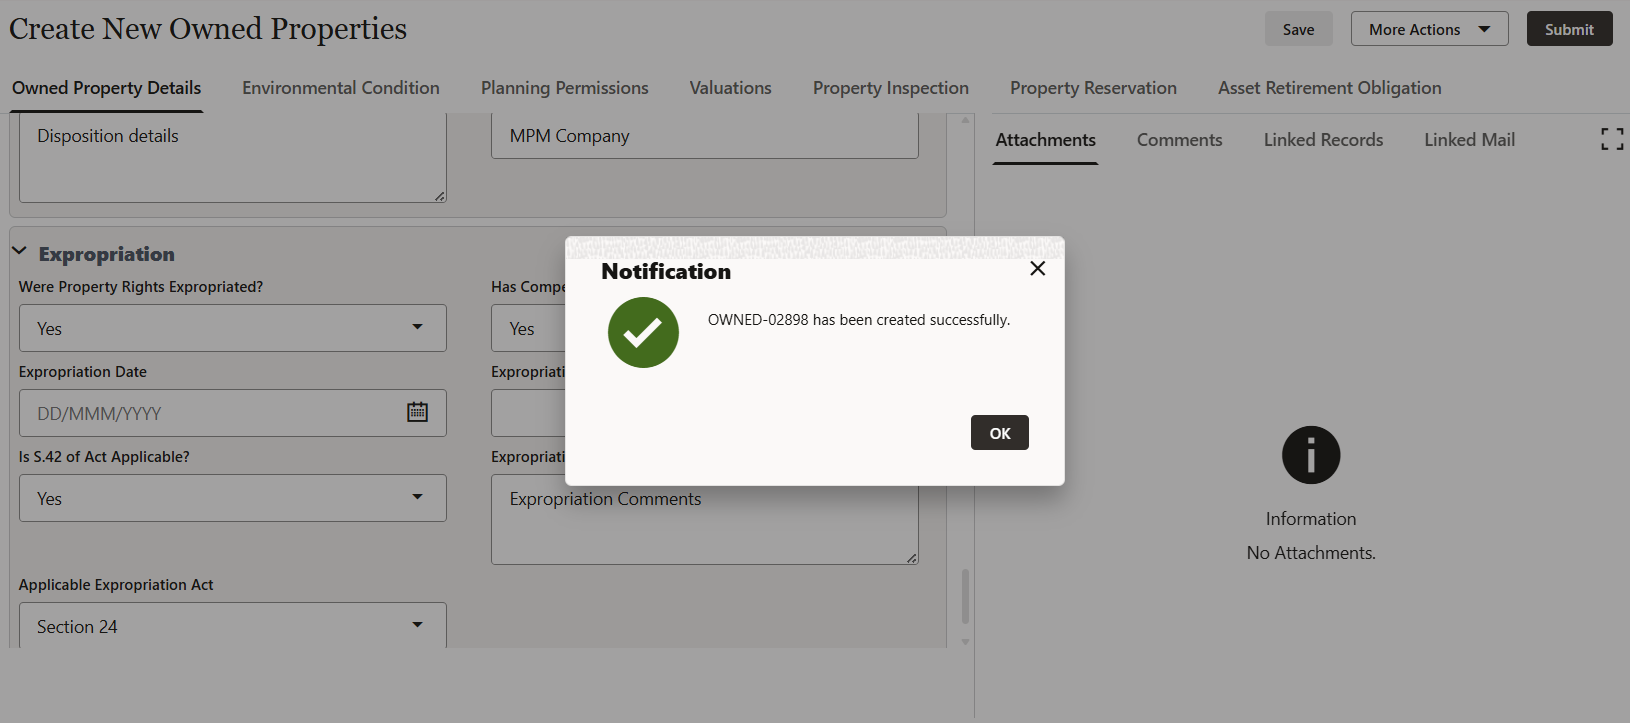 Create New Owned Properties
Save
More Actions
Submit
Owned Property Details
Environmental Condition
Planning Permissions
Valuations
Property Inspection
Property Reservation
Asset Retirement Obligation
Disposition details
MPM Company
Attachments
Comments
Linked Records
Linked Mail
Expropriation
Were Property Rights Expropriated?
Yes
Has Compe
Yes
Expropriation Date
DD/MMM/YYYY
Expropriati
Is S.42 of Act Applicable?
Yes
Expropriati
Expropriation Comments
Applicable Expropriation Act
Section 24
Notification
OWNED-02898 has been created successfully.
OK
Information
No Attachments.